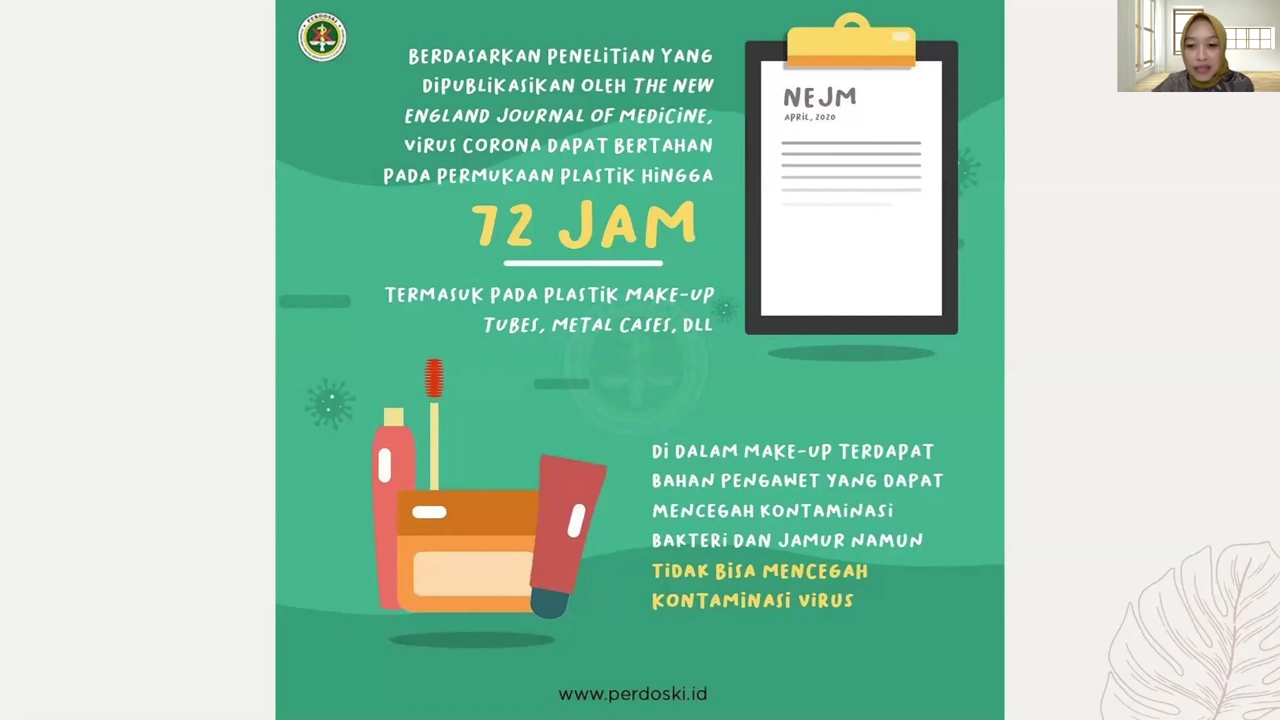 PERDOSKI
BERDASARKAN PENELITIAN YANG
DIPUBLIKASIKAN OLEH THE NEW
ENGLAND JOURNAL OF MEDICINE,
VIRUS CORONA DAPAT BERTAHAN
PADA PERMUKAAN PLASTIK HINGGA
72 JAM
TERMASUK PADA PLASTIK MAKE-UP
TUBES, METAL CASES, DLL
NEJM
APRIL, 2020
DI DALAM MAKE-UP TERDAPAT
BAHAN PENGAWET YANG DAPAT
MENCEGAH KONTAMINASI
BAKTERI DAN JAMUR NAMUN
TIDAK BISA MENCEGAH
KONTAMINASI VIRUS
www.perdoski.id